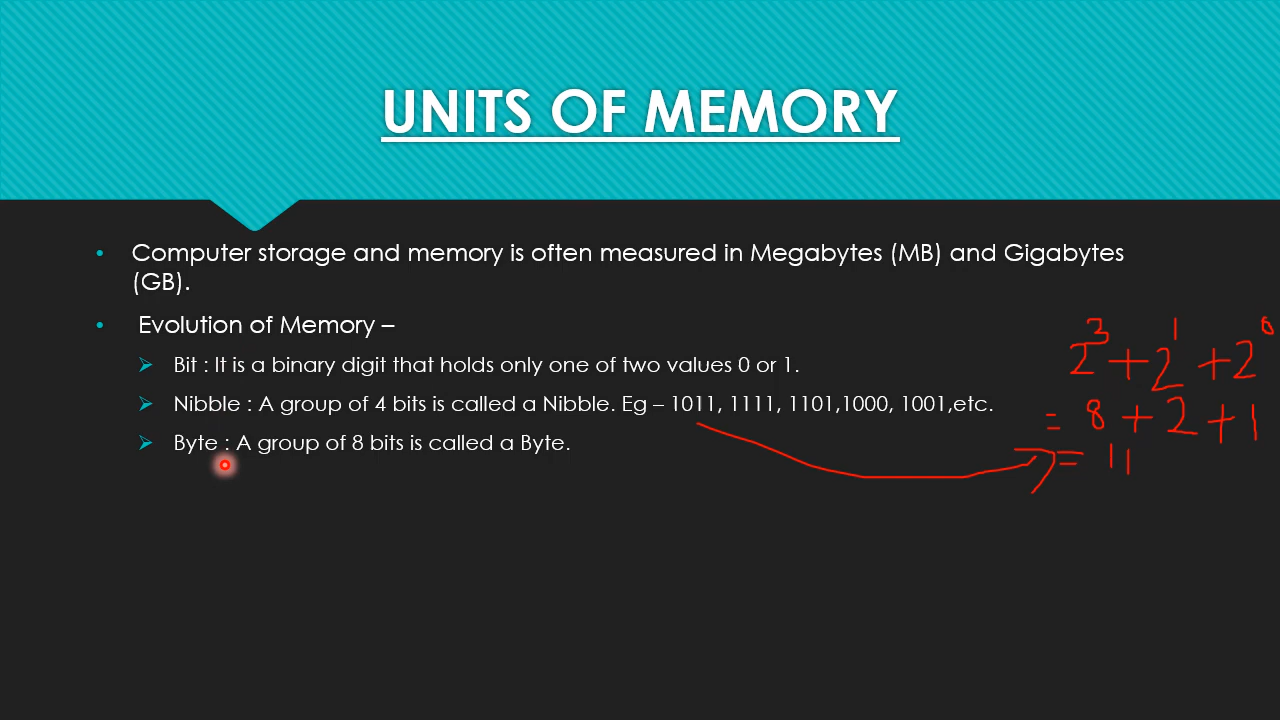 UNITS OF MEMORY
• Computer storage and memory is often measured in Megabytes (MB) and Gigabytes
(GB).
• Evolution of Memory –
➢ Bit : It is a binary digit that holds only one of two values 0 or 1.
➢ Nibble : A group of 4 bits is called a Nibble. Eg – 1011, 1111, 1101,1000, 1001,etc.
➢ Byte : A group of 8 bits is called a Byte.
2³ + 2¹ + 2⁰
= 8 + 2 + 1
= 11